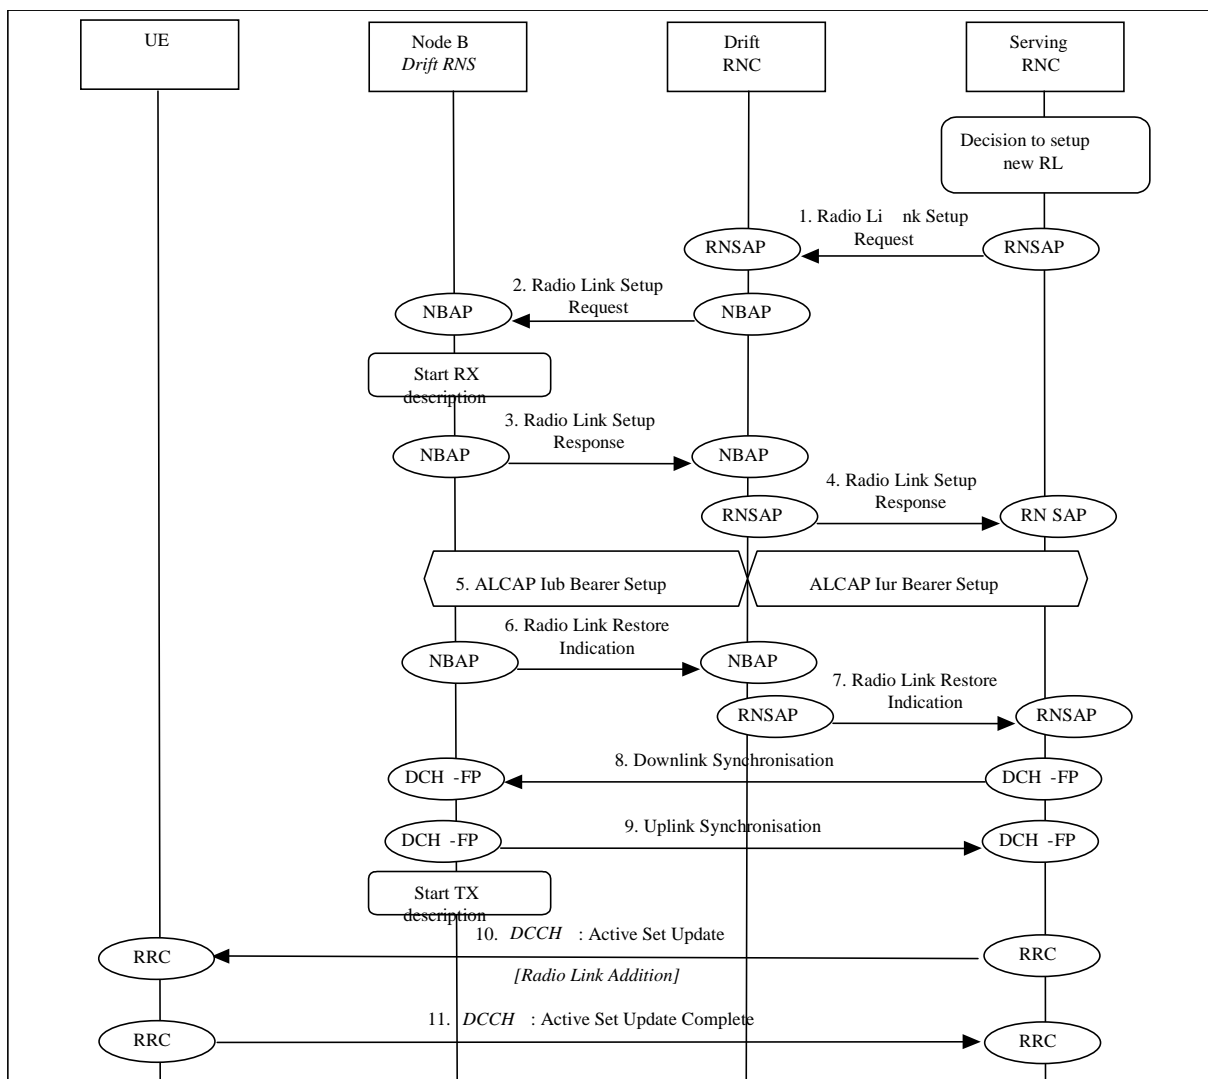 UE
Node B
Drift RNS
Drift
RNC
Serving
RNC
Decision to setup
new RL
1. Radio Li nk Setup
Request
RNSAP
RNSAP
2. Radio Link Setup
Request
NBAP
NBAP
Start RX
description
3. Radio Link Setup
Response
NBAP
NBAP
4. Radio Link Setup
Response
RNSAP
RN SAP
5. ALCAP Iub Bearer Setup
ALCAP Iur Bearer Setup
6. Radio Link Restore
Indication
NBAP
NBAP
7. Radio Link Restore
Indication
RNSAP
RNSAP
8. Downlink Synchronisation
DCH -FP
DCH -FP
9. Uplink Synchronisation
DCH -FP
DCH -FP
Start TX
description
10. DCCH : Active Set Update
RRC
RRC
[Radio Link Addition]
11. DCCH : Active Set Update Complete
RRC
RRC